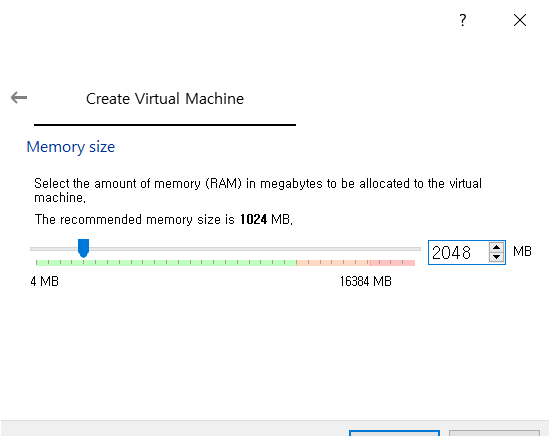 ?
Create Virtual Machine
Memory size
Select the amount of memory (RAM) in megabytes to be allocated to the virtual
machine.
The recommended memory size is 1024 MB.
2048 MB
4 MB 16384 MB